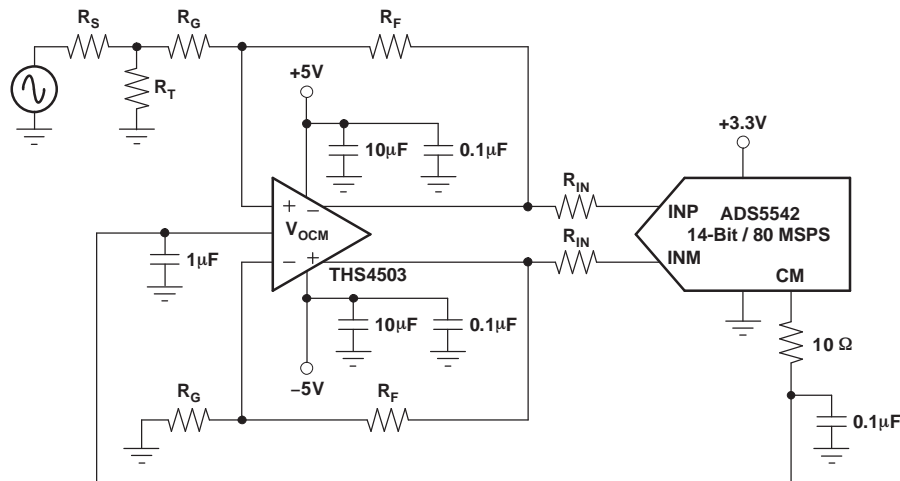 R_S
R_G
R_F
R_T
+5V
10µF
0.1µF
+3.3V
R_IN
+
−
V_OCM
−
+
THS4503
1µF
R_IN
INP
ADS5542
14-Bit / 80 MSPS
INM
CM
10µF
0.1µF
10 Ω
−5V
R_G
R_F
0.1µF